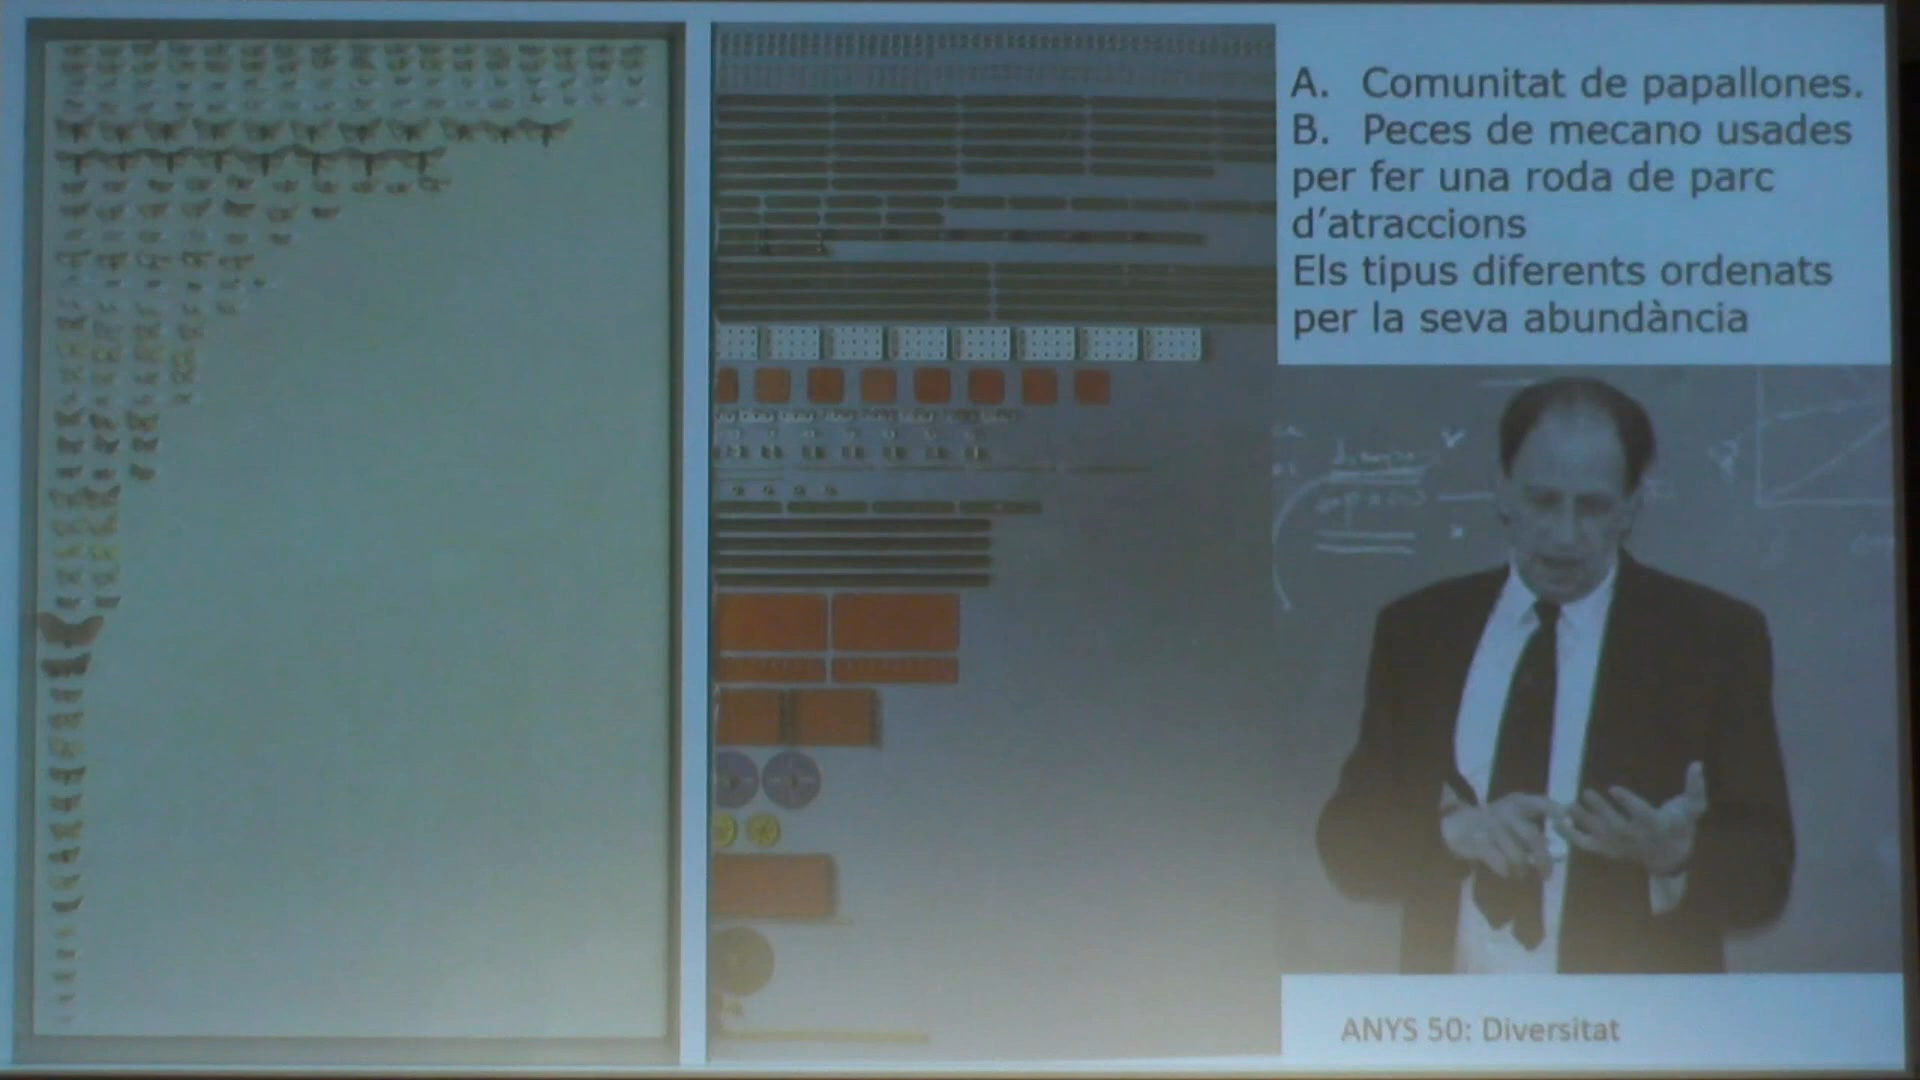 A. Comunitat de papallones.
B. Peces de mecano usades
per fer una roda de parc
d'atraccions
Els tipus diferents ordenats
per la seva abundància
ANYS 50: Diversitat